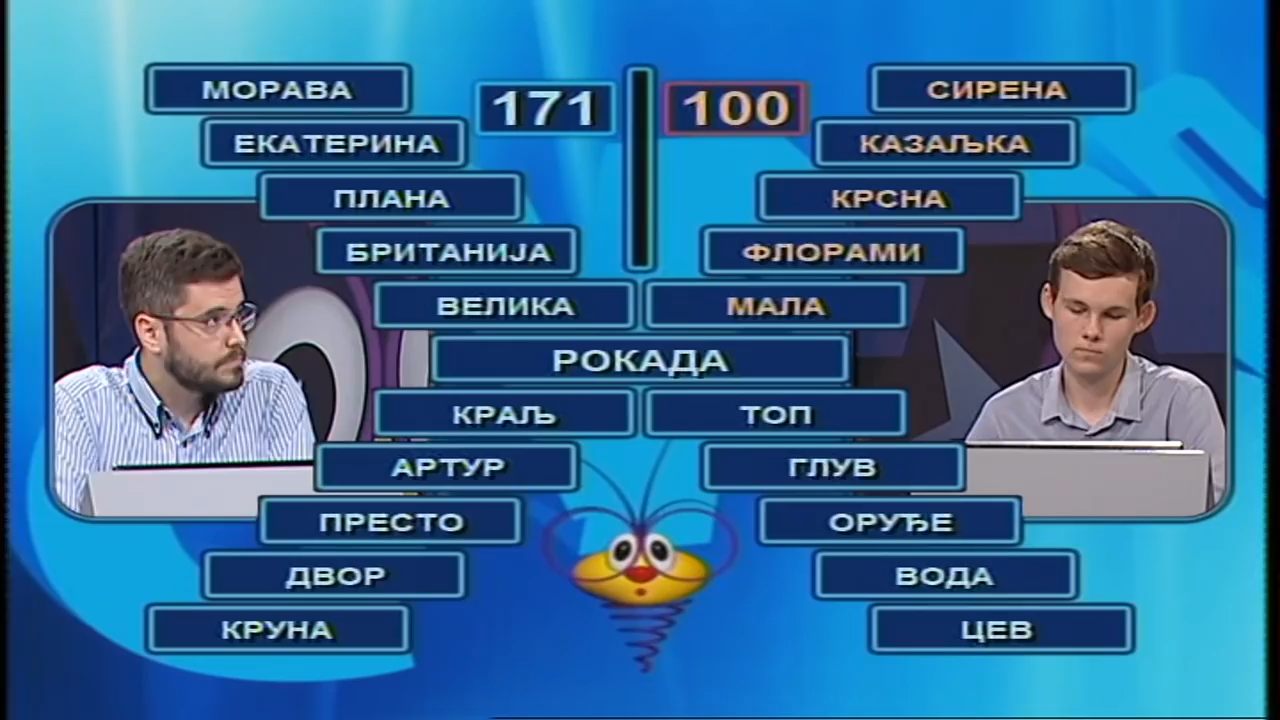 МОРАВА
171
100
СИРЕНА
ЕКАТЕРИНА
КАЗАЉКА
ПЛАНА
КРСНА
БРИТАНИЈА
ФЛОРАМИ
ВЕЛИКА
МАЛА
РОКАДА
КРАЉ
ТОП
АРТУР
ГЛУВ
ПРЕСТО
ОРУЂЕ
ДВОР
ВОДА
КРУНА
ЦЕВ